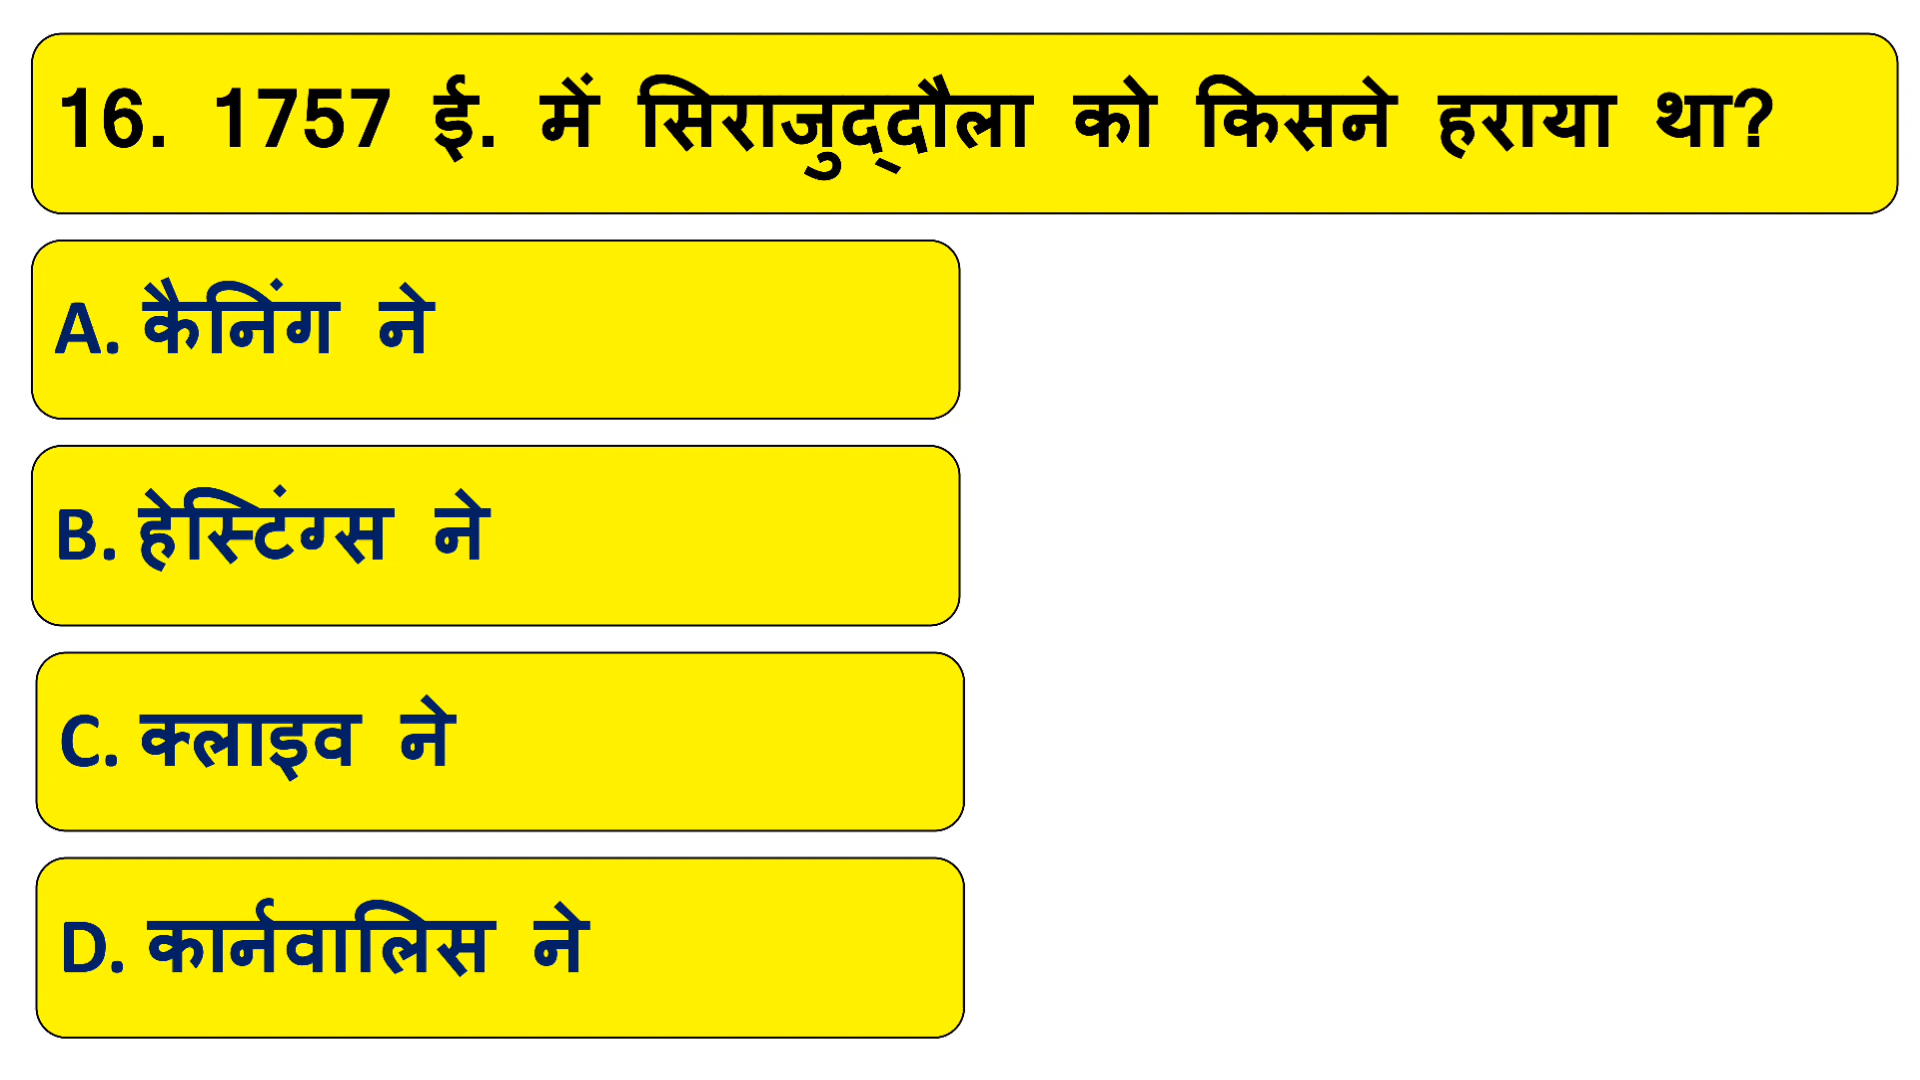 16. 1757 ई. में सिराजुद्दौला को किसने हराया था?
A. कैनिंग ने
B. हेस्टिंग्स ने
C. क्लाइव ने
D. कार्नवालिस ने